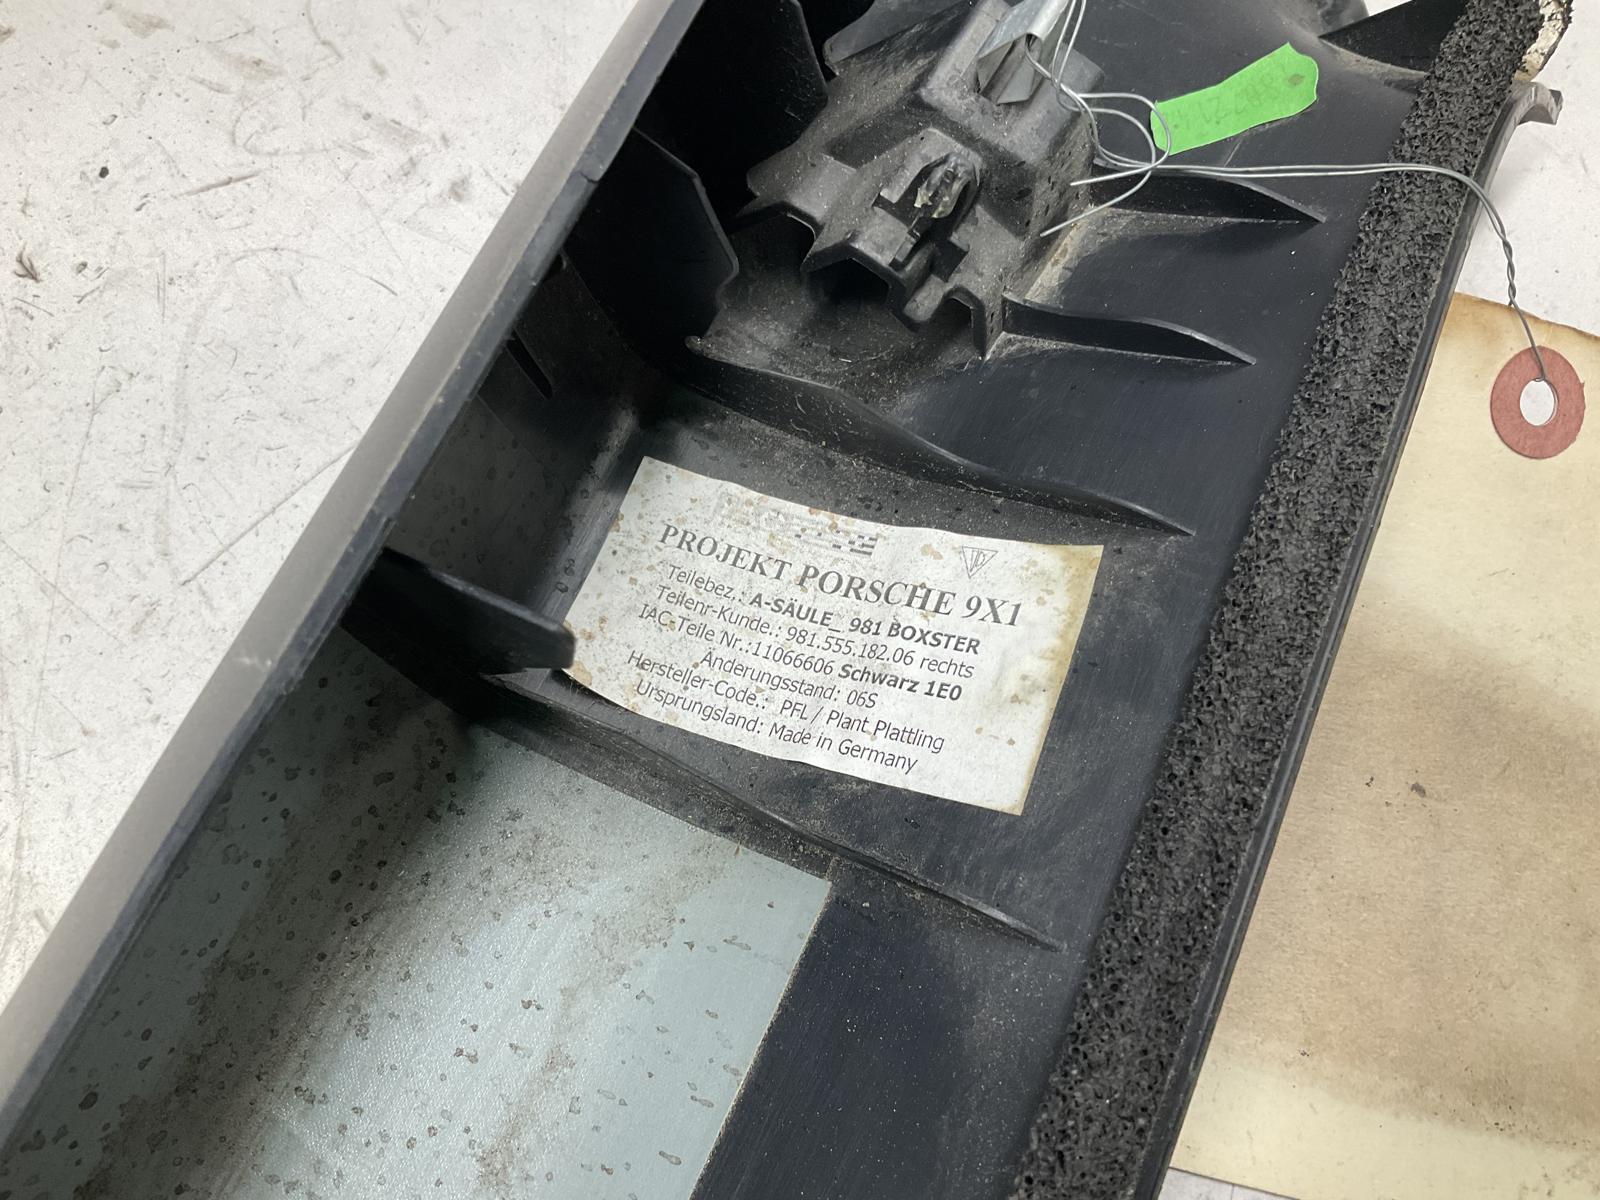 PROJEKT PORSCHE 9X1
Teilebez.: A-SÄULE_ 981 BOXSTER
Teilenr-Kunde.: 981.555.182.06 rechts
IAC-Teile Nr.:11066606 Schwarz 1E0
Änderungsstand: 06S
Hersteller-Code.: PFL / Plant Plattling
Ursprungsland: Made in Germany